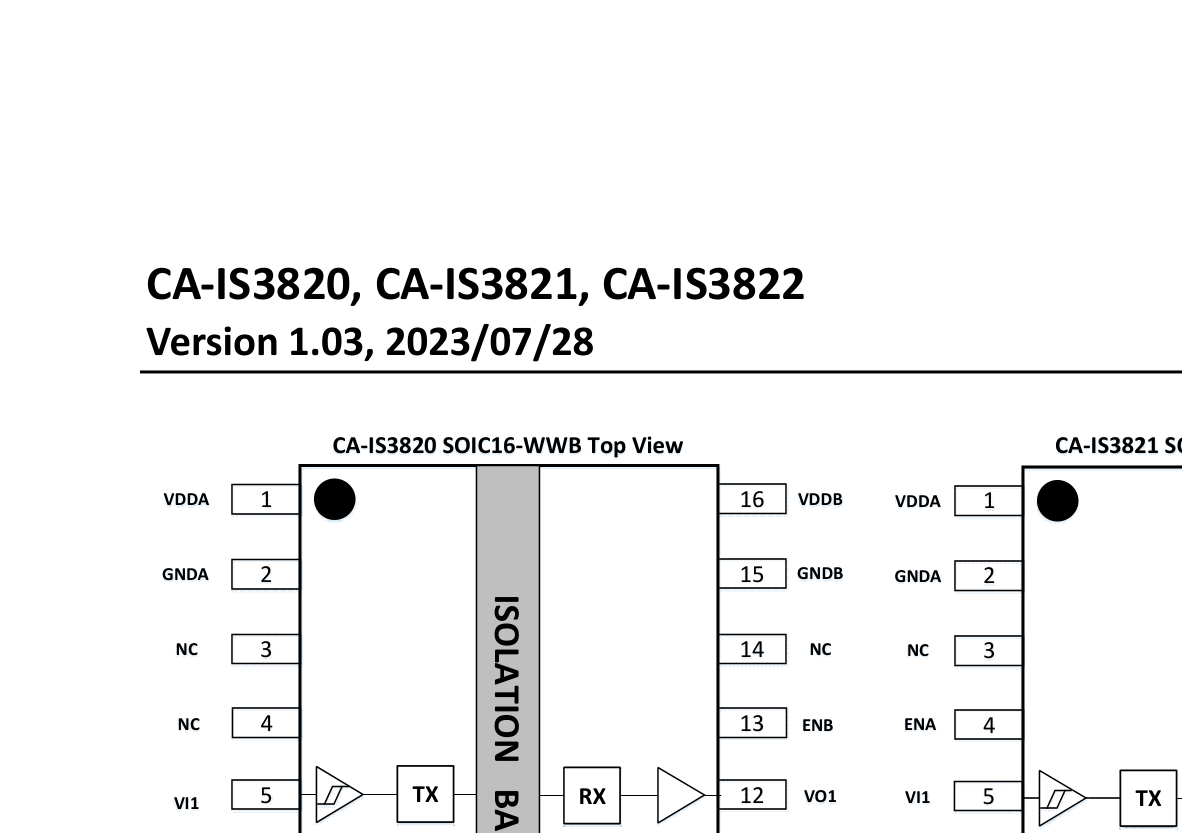 CA-IS3820, CA-IS3821, CA-IS3822
Version 1.03, 2023/07/28
CA-IS3820 SOIC16-WWB Top View
VDDA 1 16 VDDB
GNDA 2 15 GNDB
NC 3 14 NC
NC 4 13 ENB
VI1 5 TX RX 12 VO1
ISOLATION BA
CA-IS3821 SO
VDDA 1
GNDA 2
NC 3
ENA 4
VI1 5 TX